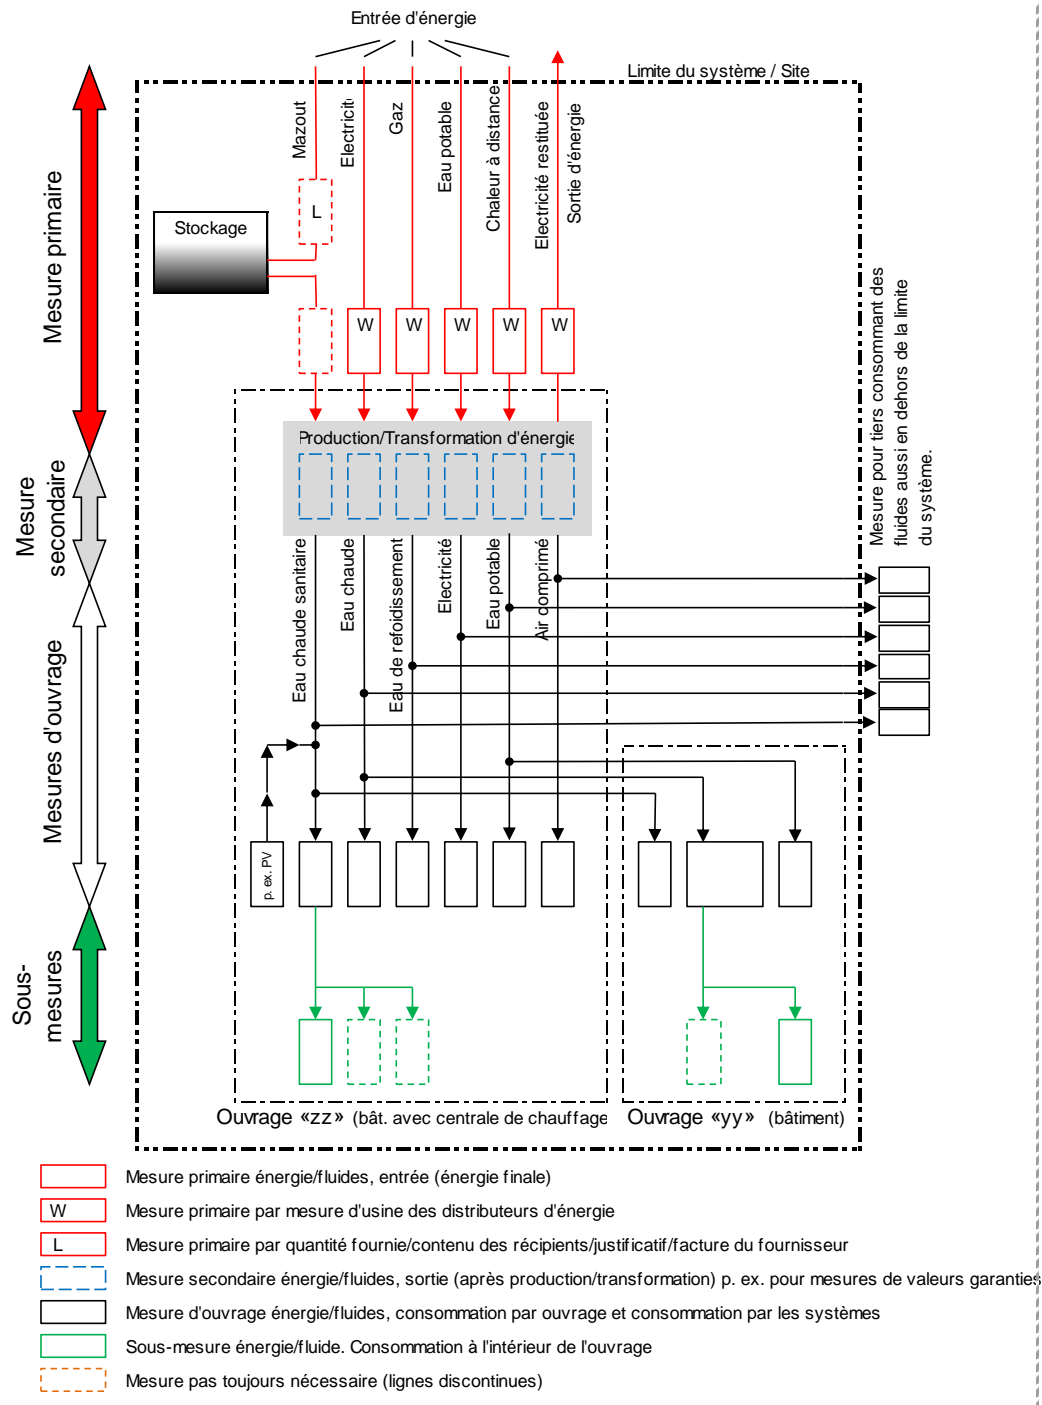 Entrée d'énergie
Limite du système / Site
Mazout
Electricit
Gaz
Eau potable
Chaleur à distance
Electricité restituée
Sortie d'énergie
Mesure primaire
L
Stockage
W
W
W
W
W
Mesure pour tiers consommant des
fluides aussi en dehors de la limite
du système.
Production/Transformation d'énergie
Mesure
secondaire
Eau chaude sanitaire
Eau chaude
Eau de refoidissement
Electricité
Eau potable
Air comprimé
Mesures d'ouvrage
p. ex. PV
Sous-
mesures
Ouvrage «zz» (bât. avec centrale de chauffage
Ouvrage «yy» (bâtiment)
Mesure primaire énergie/fluides, entrée (énergie finale)
W Mesure primaire par mesure d'usine des distributeurs d'énergie
L Mesure primaire par quantité fournie/contenu des récipients/justificatif/facture du fournisseur
Mesure secondaire énergie/fluides, sortie (après production/transformation) p. ex. pour mesures de valeurs garanties
Mesure d'ouvrage énergie/fluides, consommation par ouvrage et consommation par les systèmes
Sous-mesure énergie/fluide. Consommation à l'intérieur de l'ouvrage
Mesure pas toujours nécessaire (lignes discontinues)